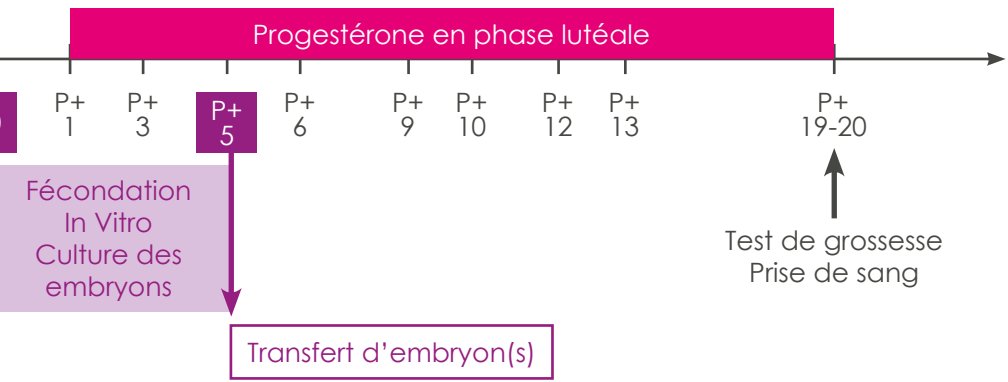 Progestérone en phase lutéale
P+ P+ P+ P+ P+ P+ P+ P+ P+
1 3 5 6 9 10 12 13 19-20
Fécondation
In Vitro
Culture des
embryons
Test de grossesse
Prise de sang
Transfert d’embryon(s)